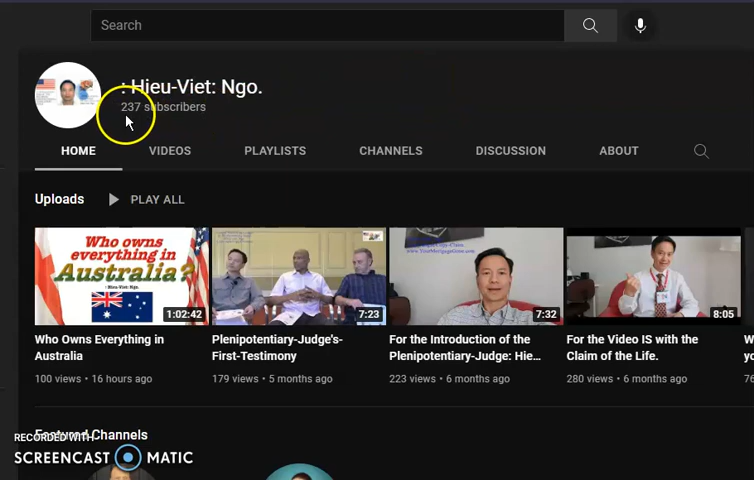 Search
: Hieu-Viet: Ngo.
237 subscribers
HOME VIDEOS PLAYLISTS CHANNELS DISCUSSION ABOUT
Uploads PLAY ALL
Who owns
everything in
Australia?
: Hieu-Viet: Ngo.
1:02:42
7:23
7:32
8:05
Who Owns Everything in
Australia
100 views • 16 hours ago
Plenipotentiary-Judge's-
First-Testimony
179 views • 5 months ago
For the Introduction of the
Plenipotentiary-Judge: Hie...
223 views • 6 months ago
For the Video IS with the
Claim of the Life.
280 views • 6 months ago
Featured Channels
RECORDED WITH
SCREENCAST MATIC